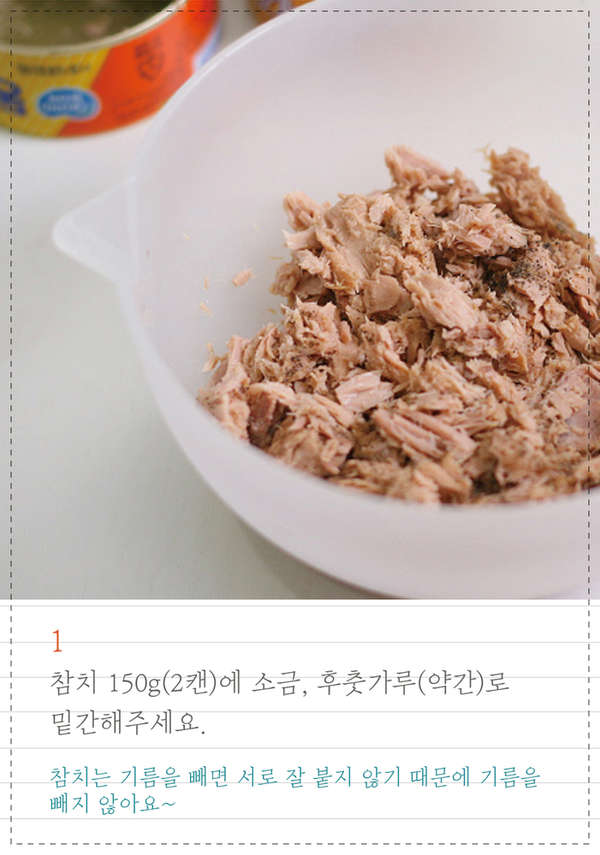 1
참치 150g(2캔)에 소금, 후춧가루(약간)로
밑간해주세요.
참치는 기름을 빼면 서로 잘 붙지 않기 때문에 기름을
빼지 않아요~